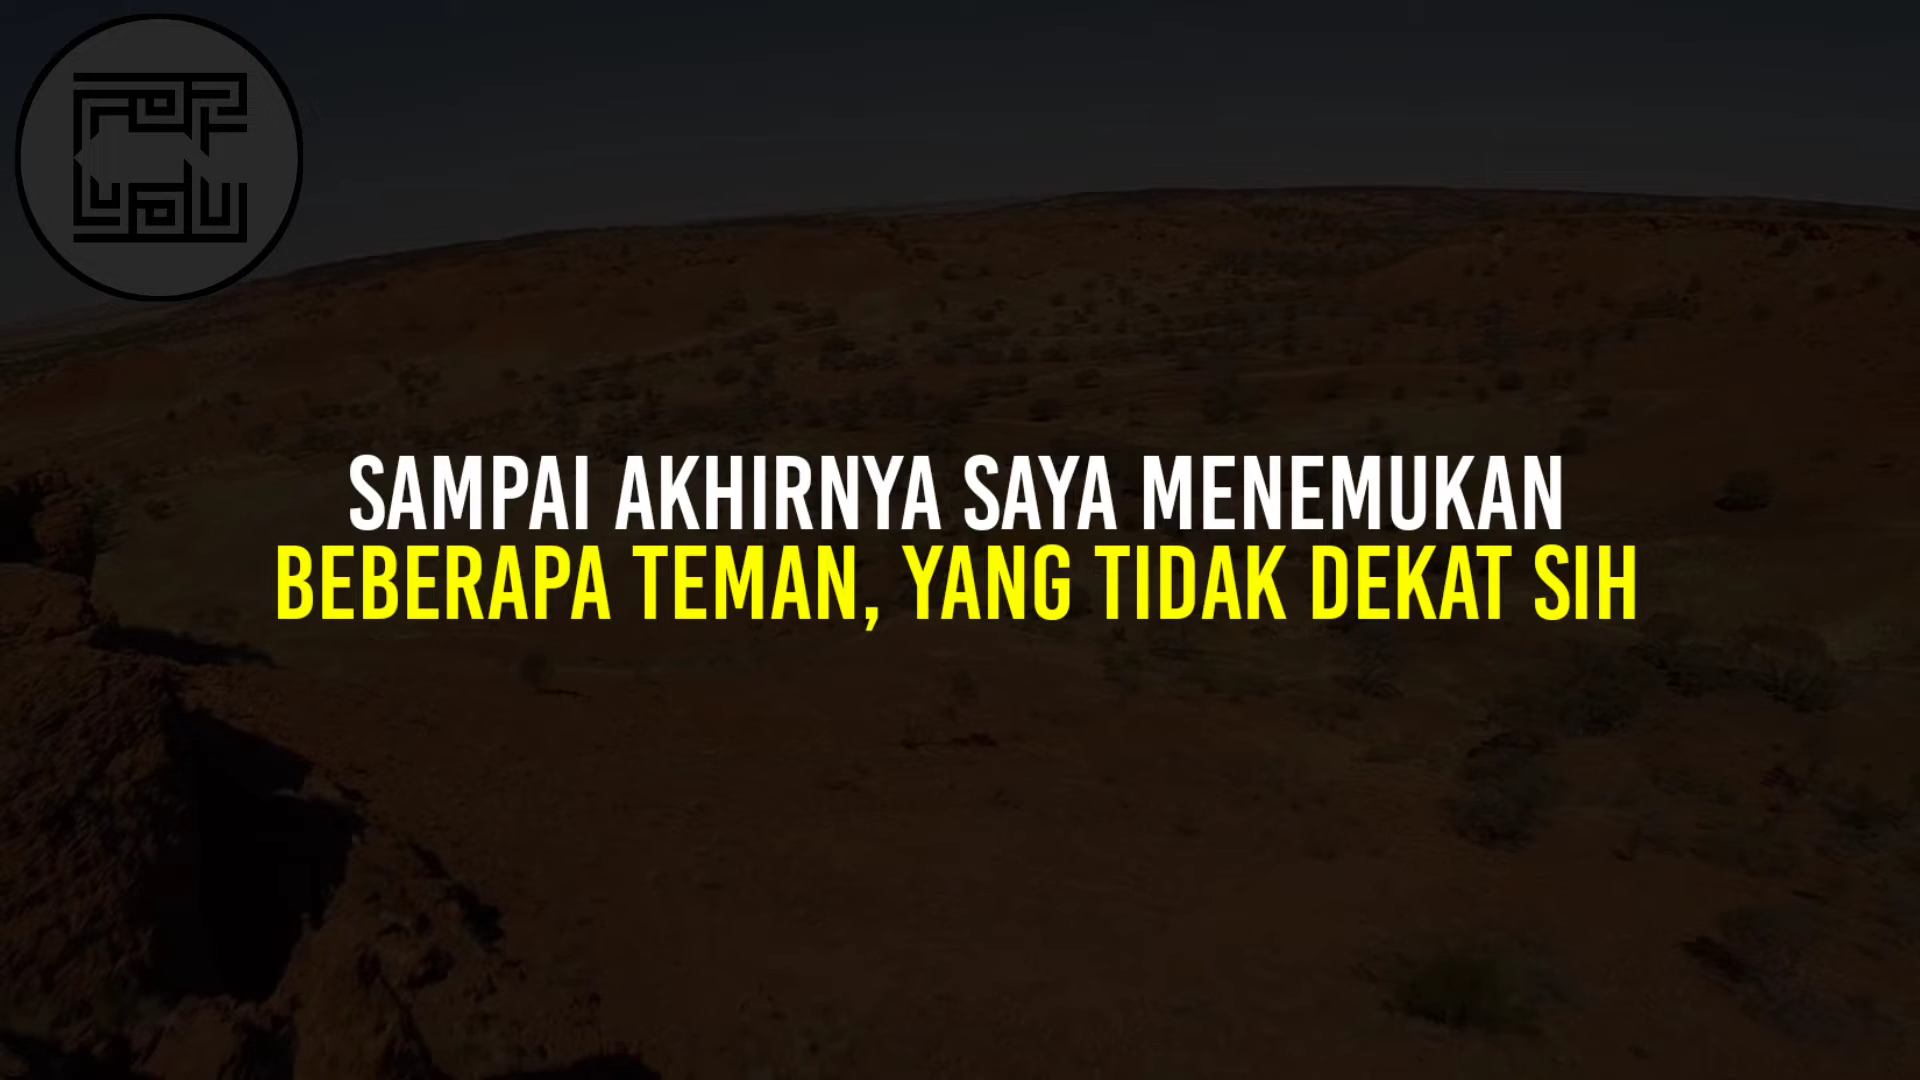 SAMPAI AKHIRNYA SAYA MENEMUKAN
BEBERAPA TEMAN, YANG TIDAK DEKAT SIH